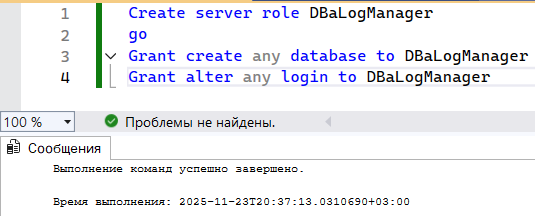 1 Create server role DBaLogManager
2 go
3 Grant create any database to DBaLogManager
4 Grant alter any login to DBaLogManager
100 % Проблемы не найдены.
Сообщения
Выполнение команд успешно завершено.
Время выполнения: 2025-11-23T20:37:13.0310690+03:00